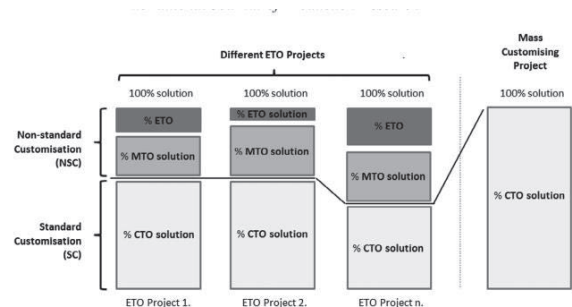 Different ETO Projects
Mass
Customising
Project
100% solution
100% solution
100% solution
100% solution
Non-standard
Customisation
(NSC)
% ETO
% ETO solution
% ETO
% MTO solution
% MTO solution
% MTO solution
Standard
Customisation
(SC)
% CTO solution
% CTO solution
% CTO solution
% CTO solution
ETO Project 1.
ETO Project 2.
ETO Project n.